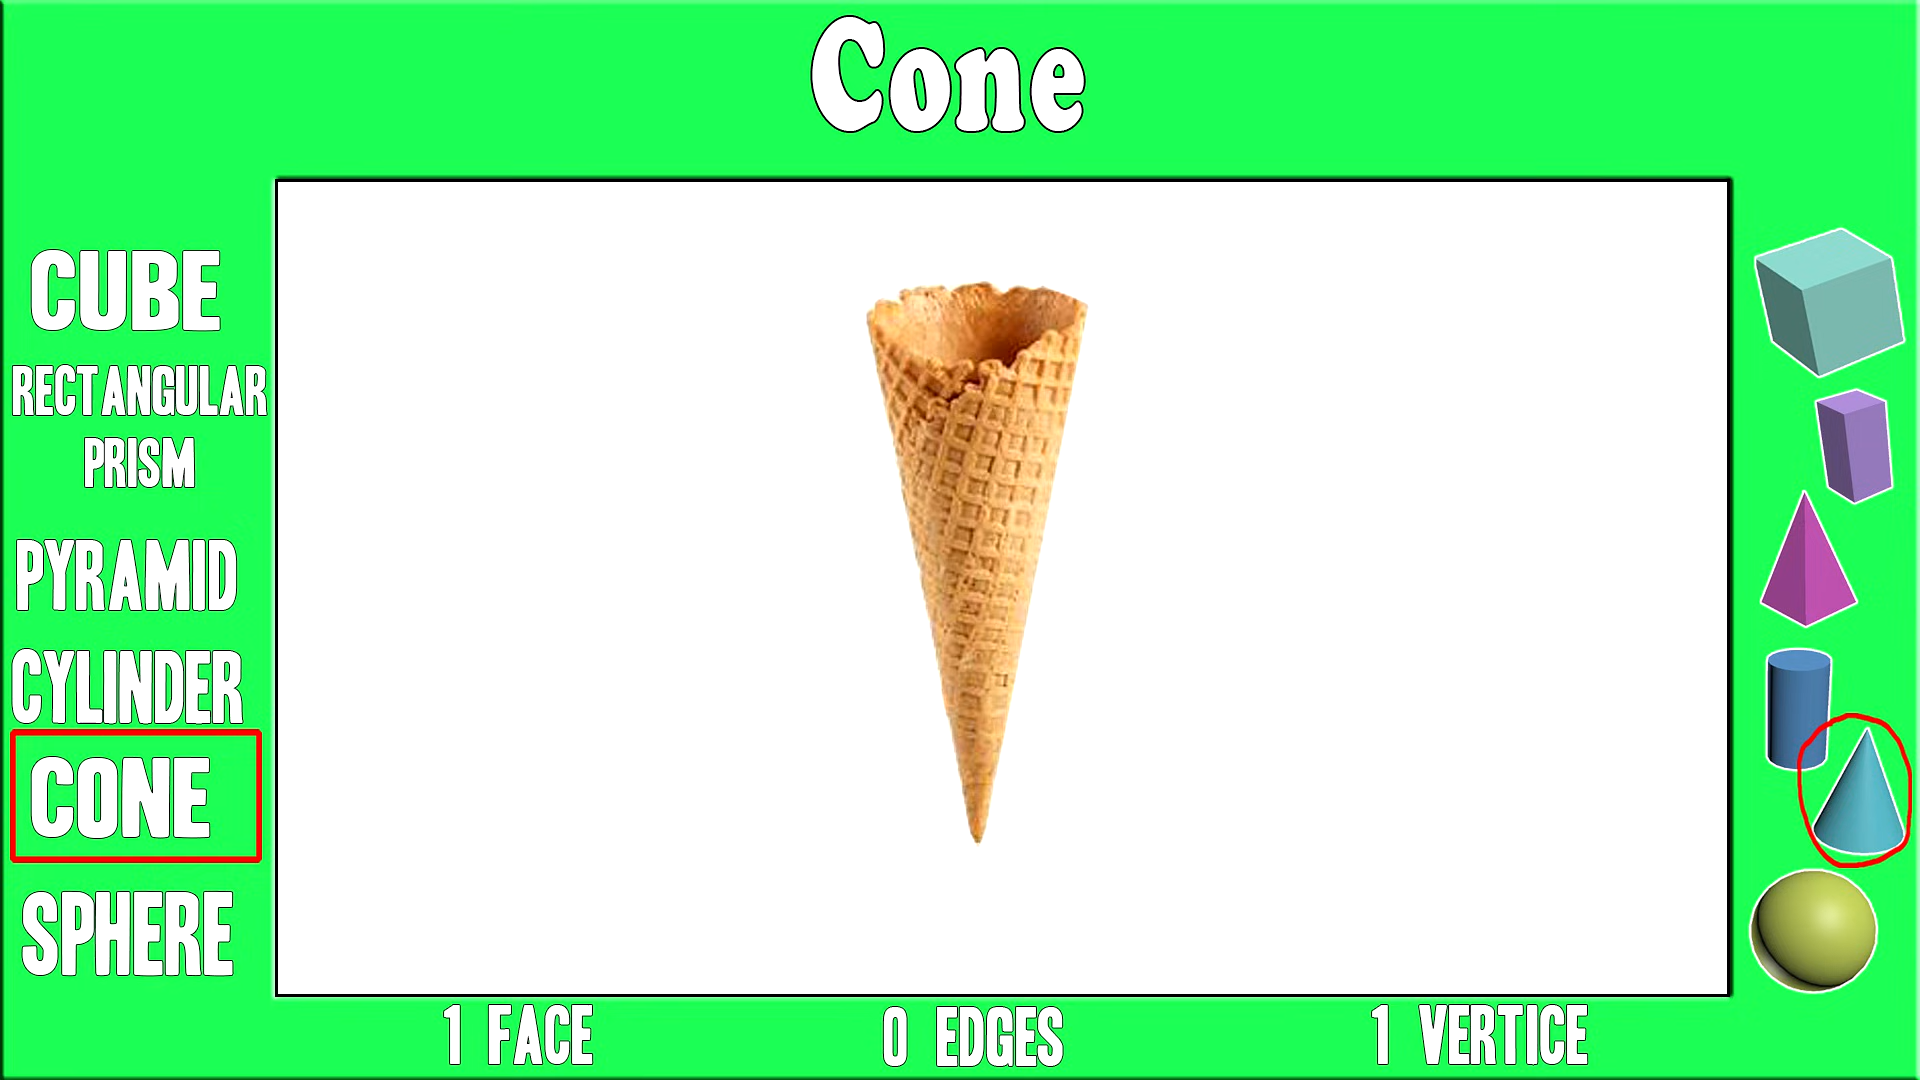 Cone
CUBE
RECTANGULAR
PRISM
PYRAMID
CYLINDER
CONE
SPHERE
1 FACE 0 EDGES 1 VERTICE